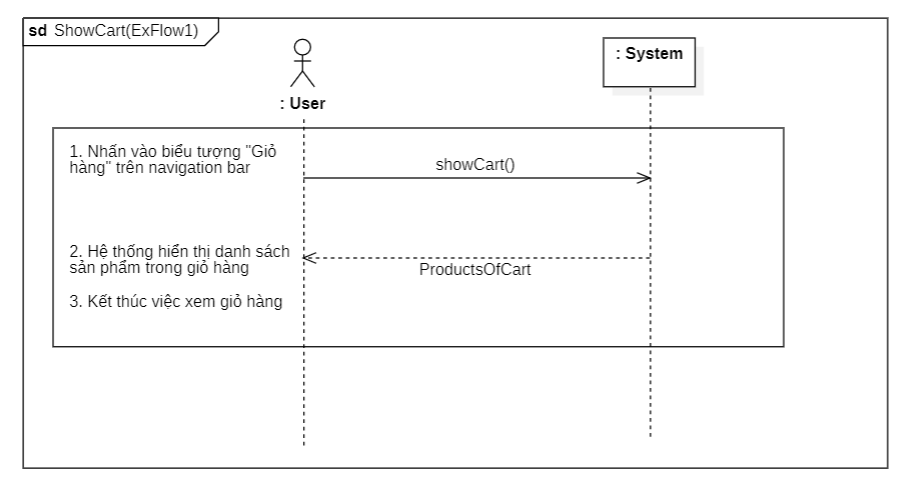 sd ShowCart(ExFlow1)
: User
: System
1. Nhấn vào biểu tượng "Giỏ
hàng" trên navigation bar
showCart()
2. Hệ thống hiển thị danh sách
sản phẩm trong giỏ hàng
ProductsOfCart
3. Kết thúc việc xem giỏ hàng